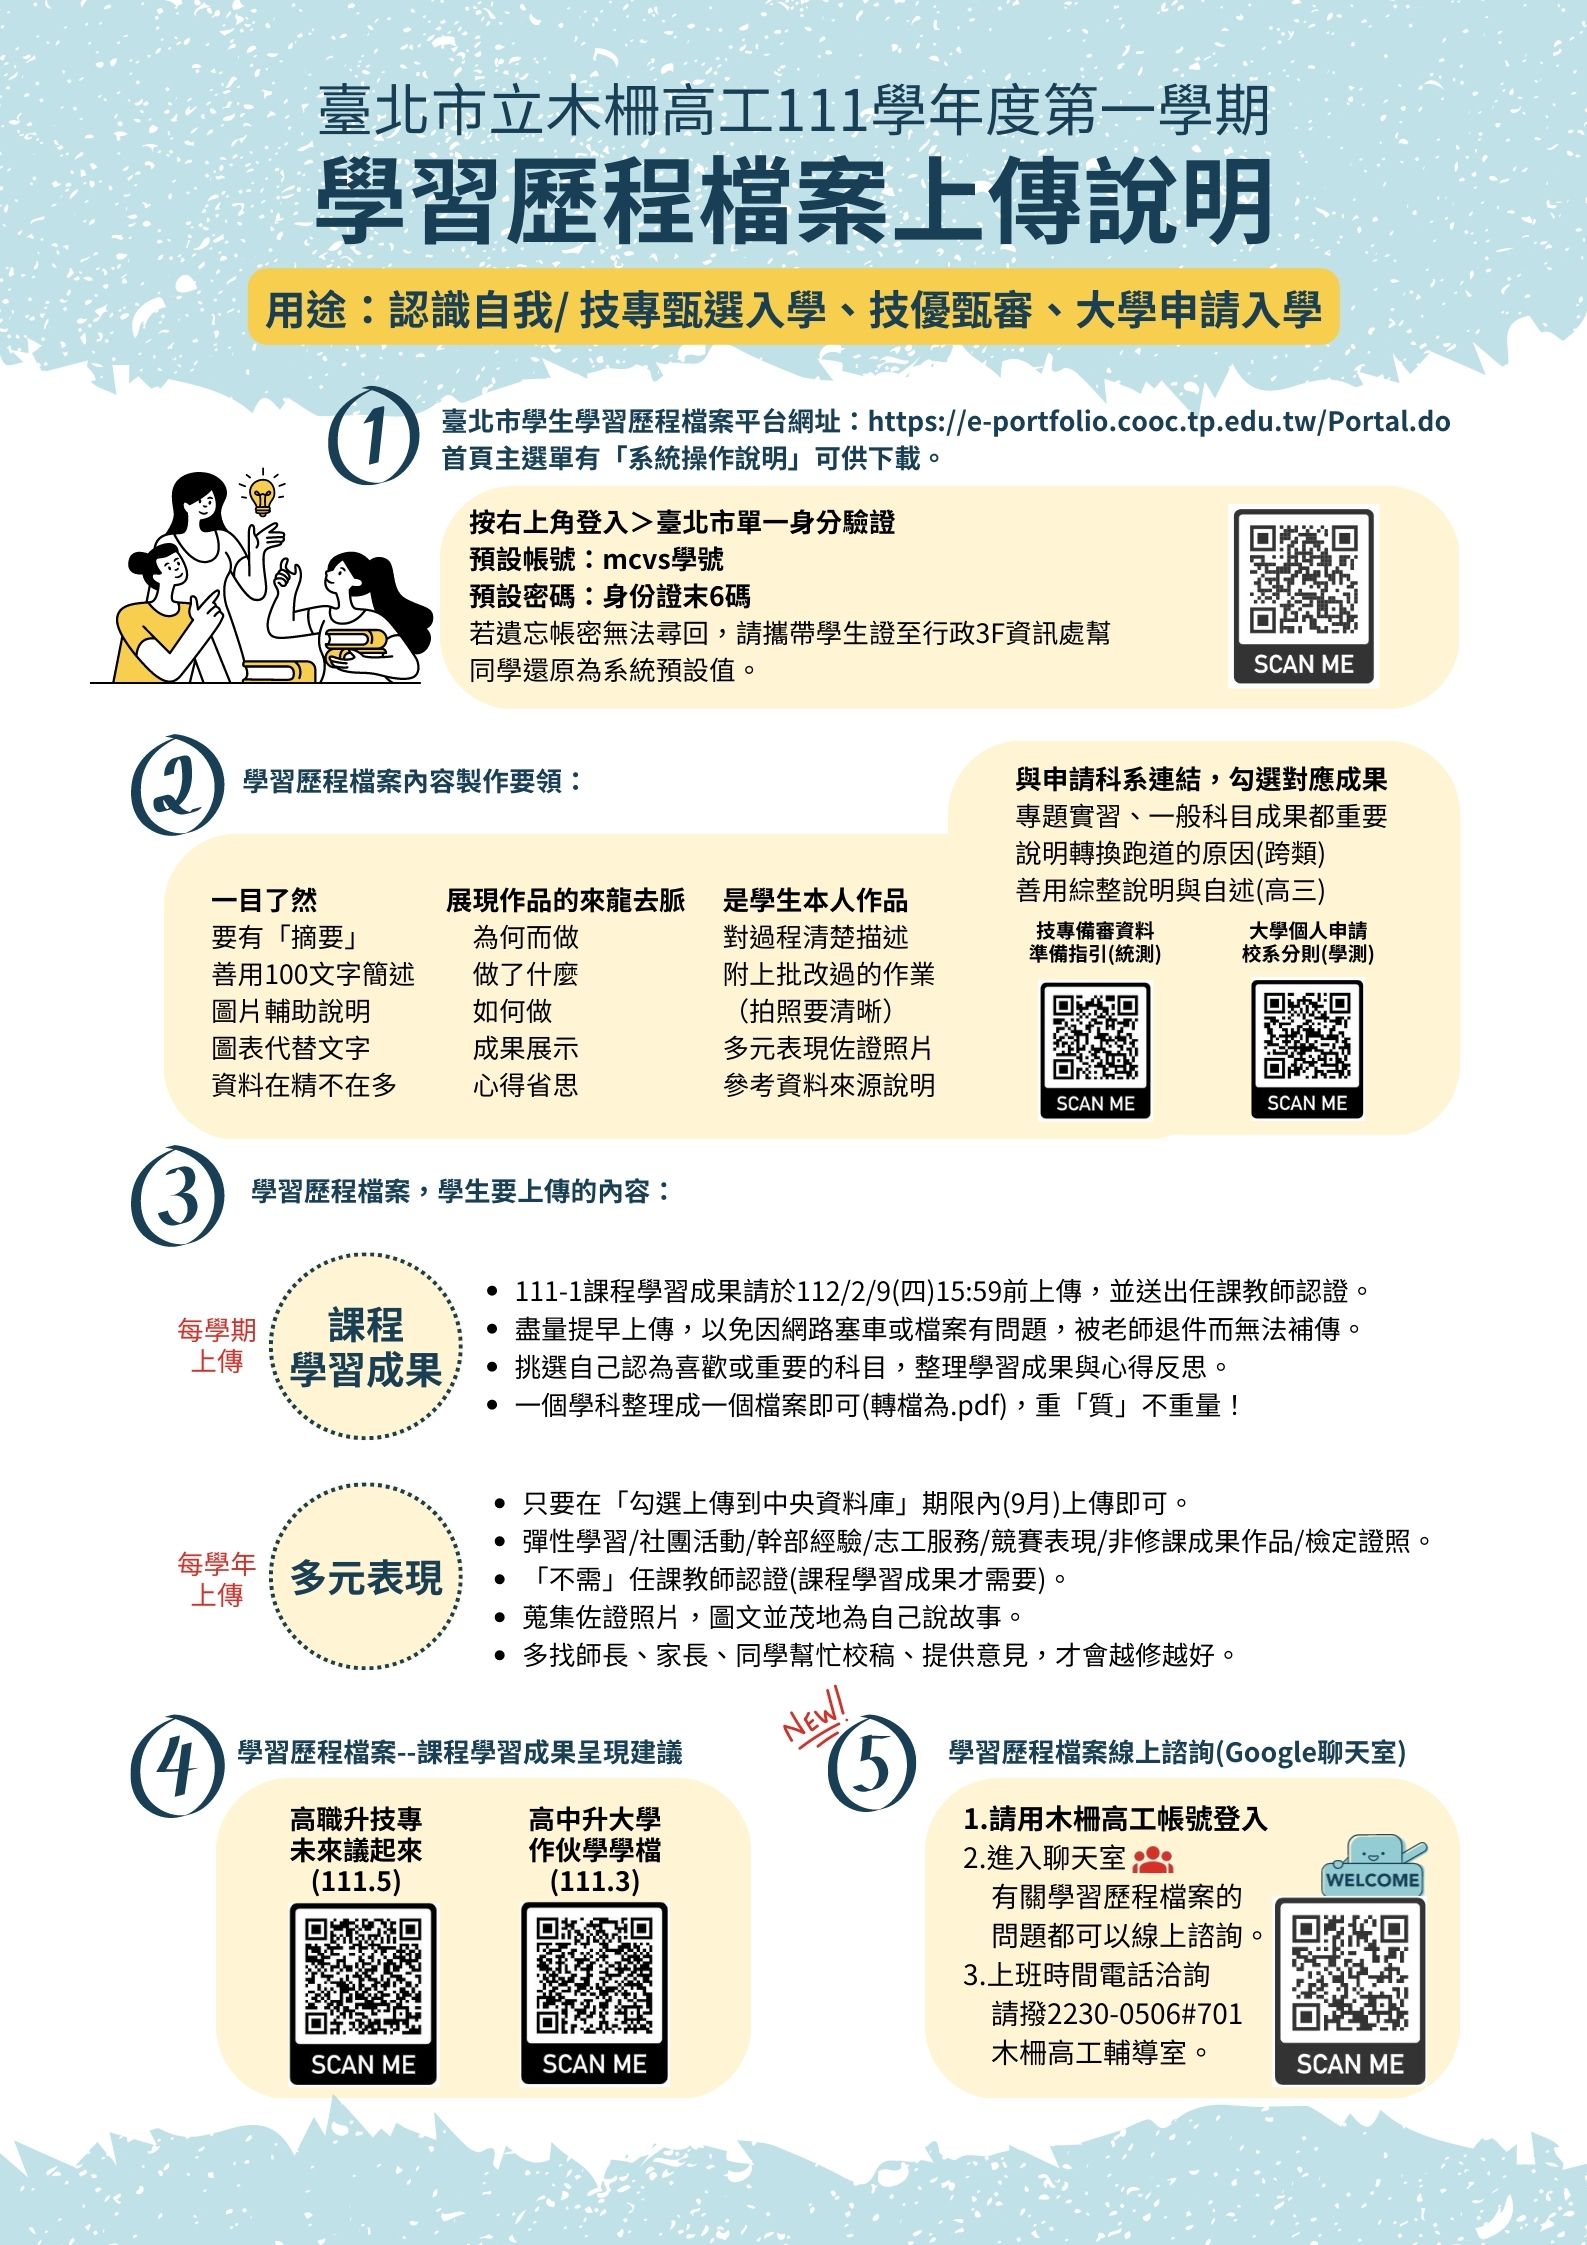 臺北市立木柵高工111學年度第一學期
學習歷程檔案上傳說明
用途：認識自我/ 技專甄選入學、技優甄審、大學申請入學
1
臺北市學生學習歷程檔案平台網址：https://e-portfolio.cooc.tp.edu.tw/Portal.do
首頁主選單有「系統操作說明」可供下載。
按右上角登入＞臺北市單一身分驗證
預設帳號：mcvs學號
預設密碼：身份證末6碼
若遺忘帳密無法尋回，請攜帶學生證至行政3F資訊處幫
同學還原為系統預設值。
SCAN ME
2
學習歷程檔案內容製作要領：
一目了然
要有「摘要」
善用100文字簡述
圖片輔助說明
圖表代替文字
資料在精不在多
展現作品的來龍去脈
為何而做
做了什麼
如何做
成果展示
心得省思
是學生本人作品
對過程清楚描述
附上批改過的作業
（拍照要清晰）
多元表現佐證照片
參考資料來源說明
與申請科系連結，勾選對應成果
專題實習、一般科目成果都重要
說明轉換跑道的原因(跨類)
善用綜整說明與自述(高三)
技專備審資料
準備指引(統測)
SCAN ME
大學個人申請
校系分則(學測)
SCAN ME
3
學習歷程檔案，學生要上傳的內容：
每學期
上傳
課程
學習成果
• 111-1課程學習成果請於112/2/9(四)15:59前上傳，並送出任課教師認證。
• 盡量提早上傳，以免因網路塞車或檔案有問題，被老師退件而無法補傳。
• 挑選自己認為喜歡或重要的科目，整理學習成果與心得反思。
• 一個學科整理成一個檔案即可(轉檔為.pdf)，重「質」不重量！
每學年
上傳
多元表現
• 只要在「勾選上傳到中央資料庫」期限內(9月)上傳即可。
• 彈性學習/社團活動/幹部經驗/志工服務/競賽表現/非修課成果作品/檢定證照。
• 「不需」任課教師認證(課程學習成果才需要)。
• 蒐集佐證照片，圖文並茂地為自己說故事。
• 多找師長、家長、同學幫忙校稿、提供意見，才會越修越好。
4
學習歷程檔案--課程學習成果呈現建議
高職升技專
未來議起來
(111.5)
SCAN ME
高中升大學
作伙學學檔
(111.3)
SCAN ME
NEW!
5
學習歷程檔案線上諮詢(Google聊天室)
1.請用木柵高工帳號登入
2.進入聊天室
有關學習歷程檔案的
問題都可以線上諮詢。
3.上班時間電話洽詢
請撥2230-0506#701
木柵高工輔導室。
WELCOME
SCAN ME